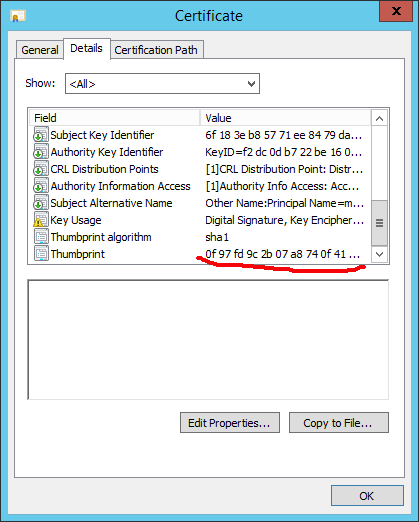 Certificate
X
General Details Certification Path
Show: <All>
Field Value
Subject Key Identifier 6f 18 3e b8 57 71 ee 84 79 da...
Authority Key Identifier KeyID=f2 dc 0d b7 22 be 16 0...
CRL Distribution Points [1]CRL Distribution Point: Distr...
Authority Information Access [1]Authority Info Access: Acc...
Subject Alternative Name Other Name:Principal Name=m...
Key Usage Digital Signature, Key Encipher...
Thumbprint algorithm sha1
Thumbprint 0f 97 fd 9c 2b 07 a8 74 0f 41 ...
Edit Properties... Copy to File...
OK